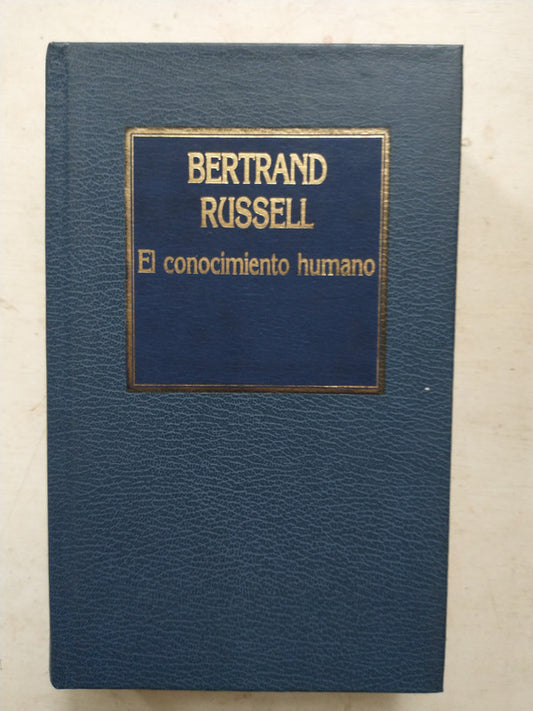 BERTRAND
RUSSELL
El conocimiento humano